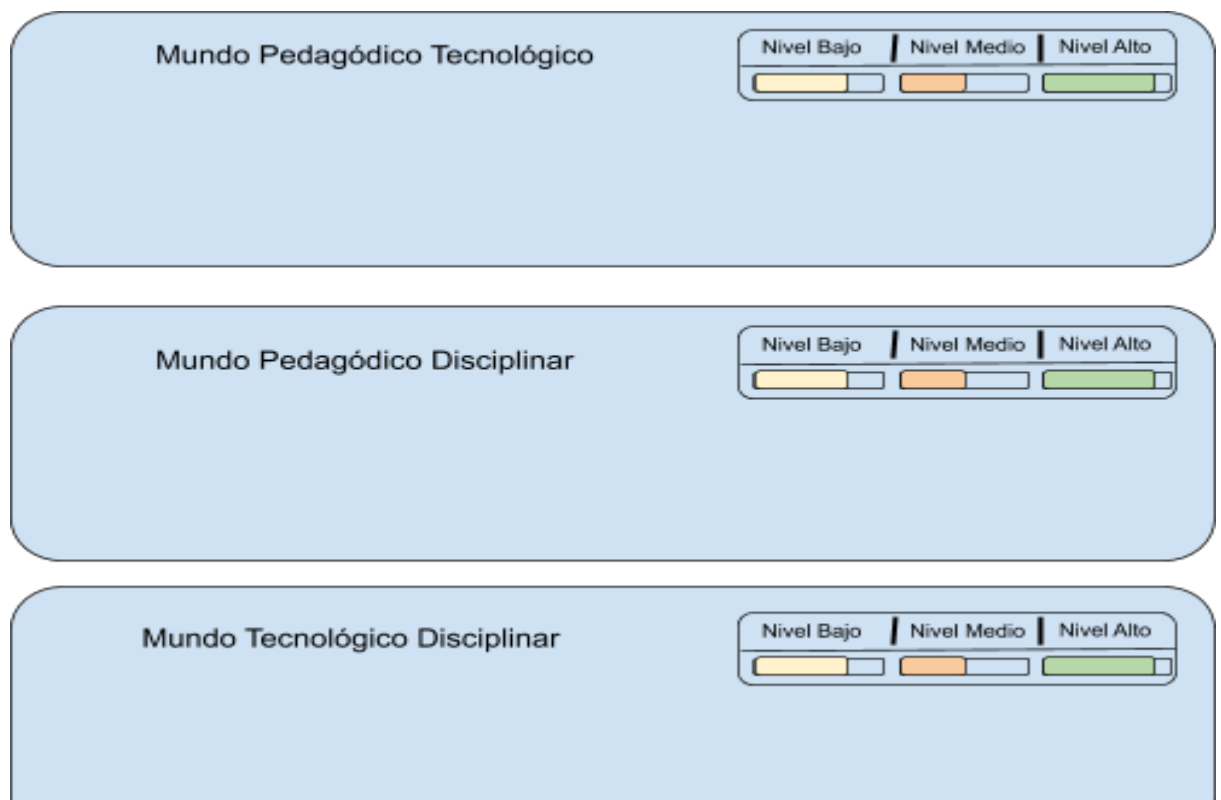 Mundo Pedagódico Tecnológico
Nivel Bajo Nivel Medio Nivel Alto
Mundo Pedagódico Disciplinar
Nivel Bajo Nivel Medio Nivel Alto
Mundo Tecnológico Disciplinar
Nivel Bajo Nivel Medio Nivel Alto